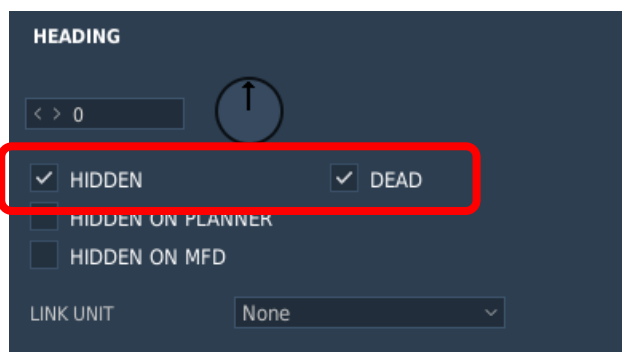 HEADING
< > 0
HIDDEN DEAD
HIDDEN ON PLANNER
HIDDEN ON MFD
LINK UNIT None